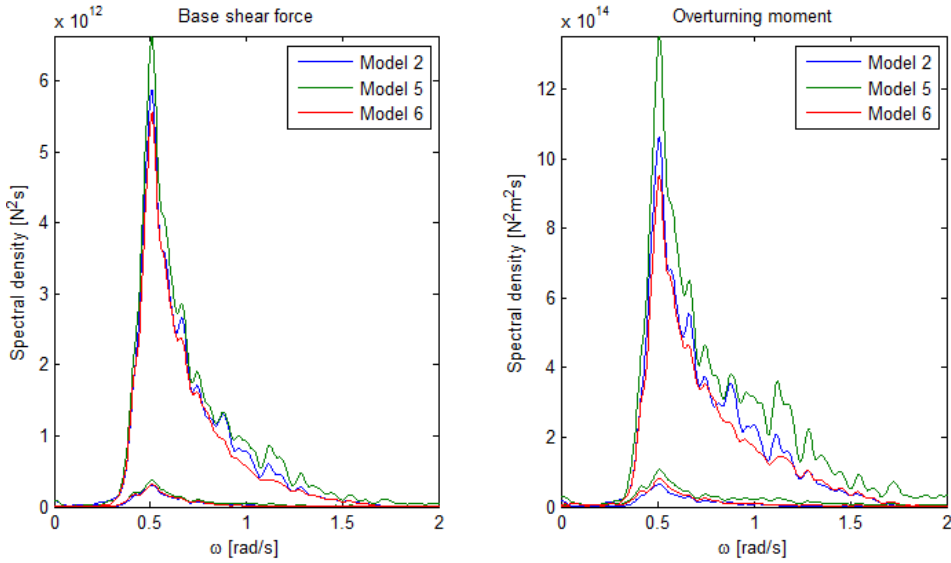 Base shear force
x 10^12
Model 2
Model 5
Model 6
6
5
4
3
2
1
0
Spectral density [N^2s]
0 0.5 1 1.5 2
ω [rad/s]
Overturning moment
x 10^14
Model 2
Model 5
Model 6
12
10
8
6
4
2
0
Spectral density [N^2m^2s]
0 0.5 1 1.5 2
ω [rad/s]